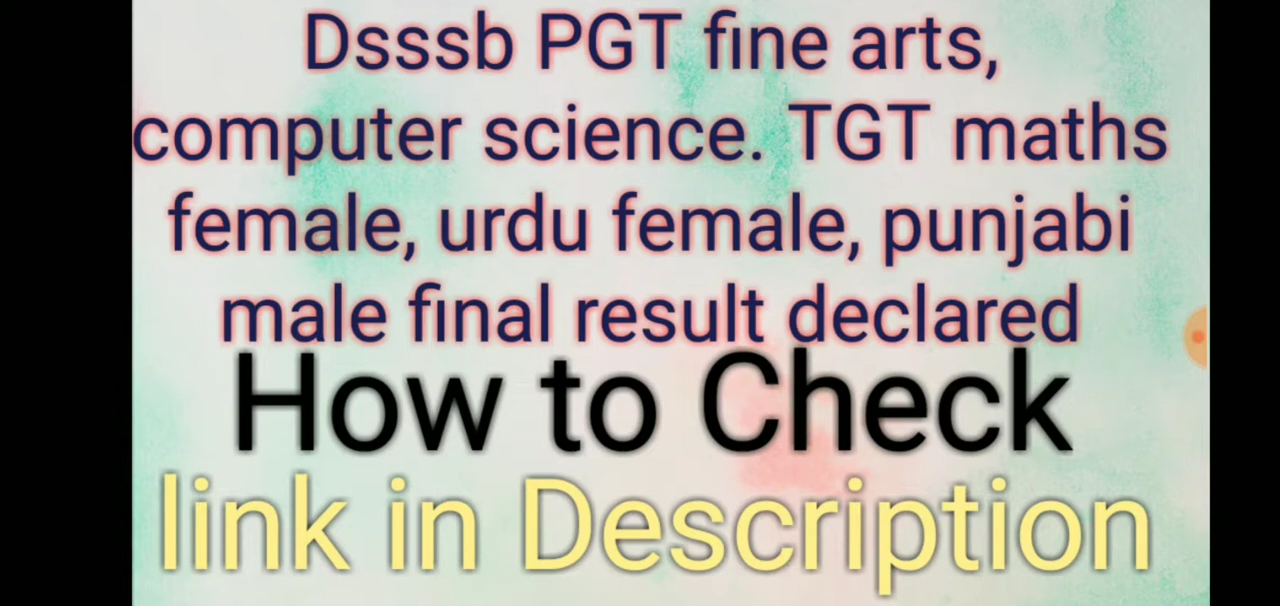 Dsssb PGT fine arts,
computer science. TGT maths
female, urdu female, punjabi
male final result declared
How to Check
link in Description